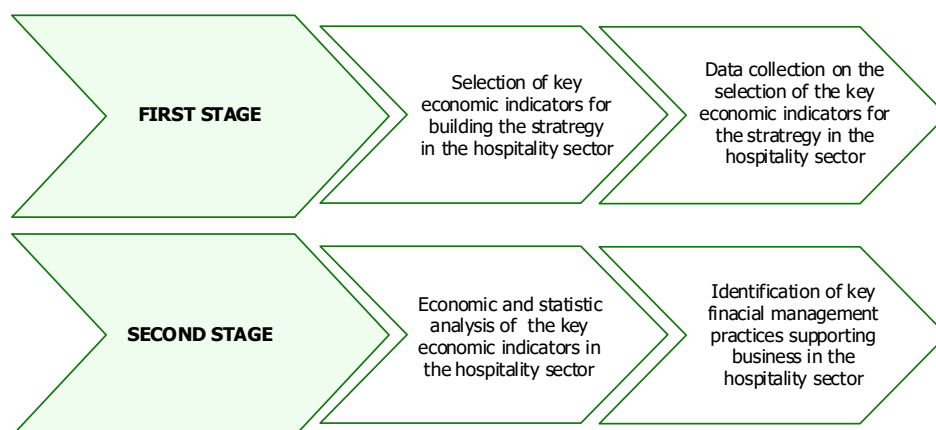 FIRST STAGE
Selection of key
economic indicators for
building the stratregy
in the hospitality sector
Data collection on the
selection of the key
economic indicators for
the stratregy in the
hospitality sector
SECOND STAGE
Economic and statistic
analysis of the key
economic indicators in
the hospitality sector
Identification of key
finacial management
practices supporting
business in the
hospitality sector